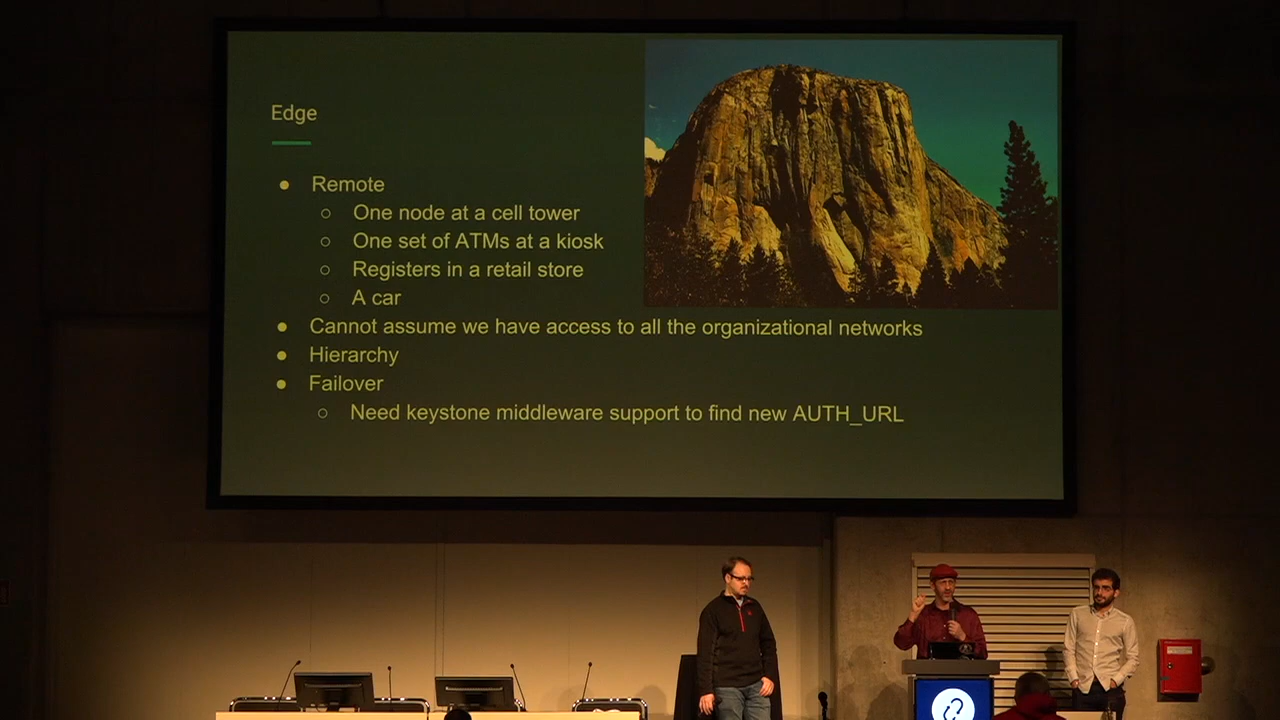 Edge
● Remote
○ One node at a cell tower
○ One set of ATMs at a kiosk
○ Registers in a retail store
○ A car
● Cannot assume we have access to all the organizational networks
● Hierarchy
● Failover
○ Need keystone middleware support to find new AUTH_URL